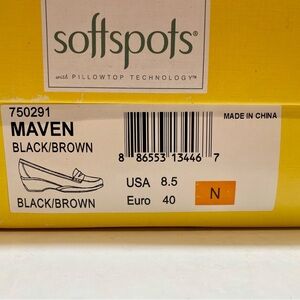 softspots®
with PILLOWTOP TECHNOLOGY™
750291
MAVEN
BLACK/BROWN
MADE IN CHINA
8 86553 13446 7
BLACK/BROWN
USA 8.5
Euro 40
N